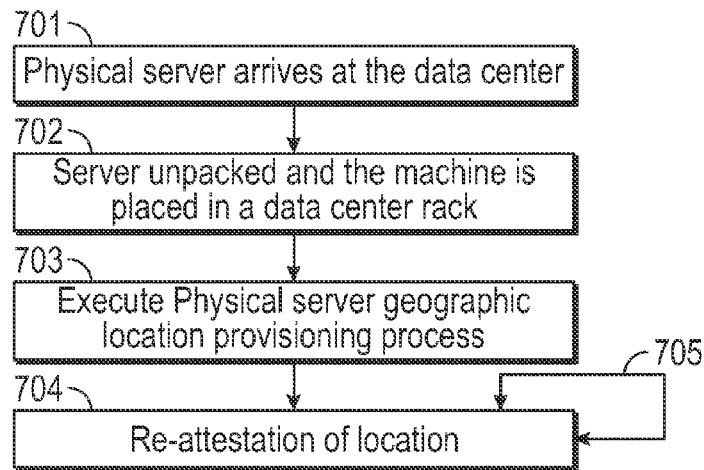 701
Physical server arrives at the data center
702
Server unpacked and the machine is
placed in a data center rack
703
Execute Physical server geographic
location provisioning process
705
704
Re-attestation of location